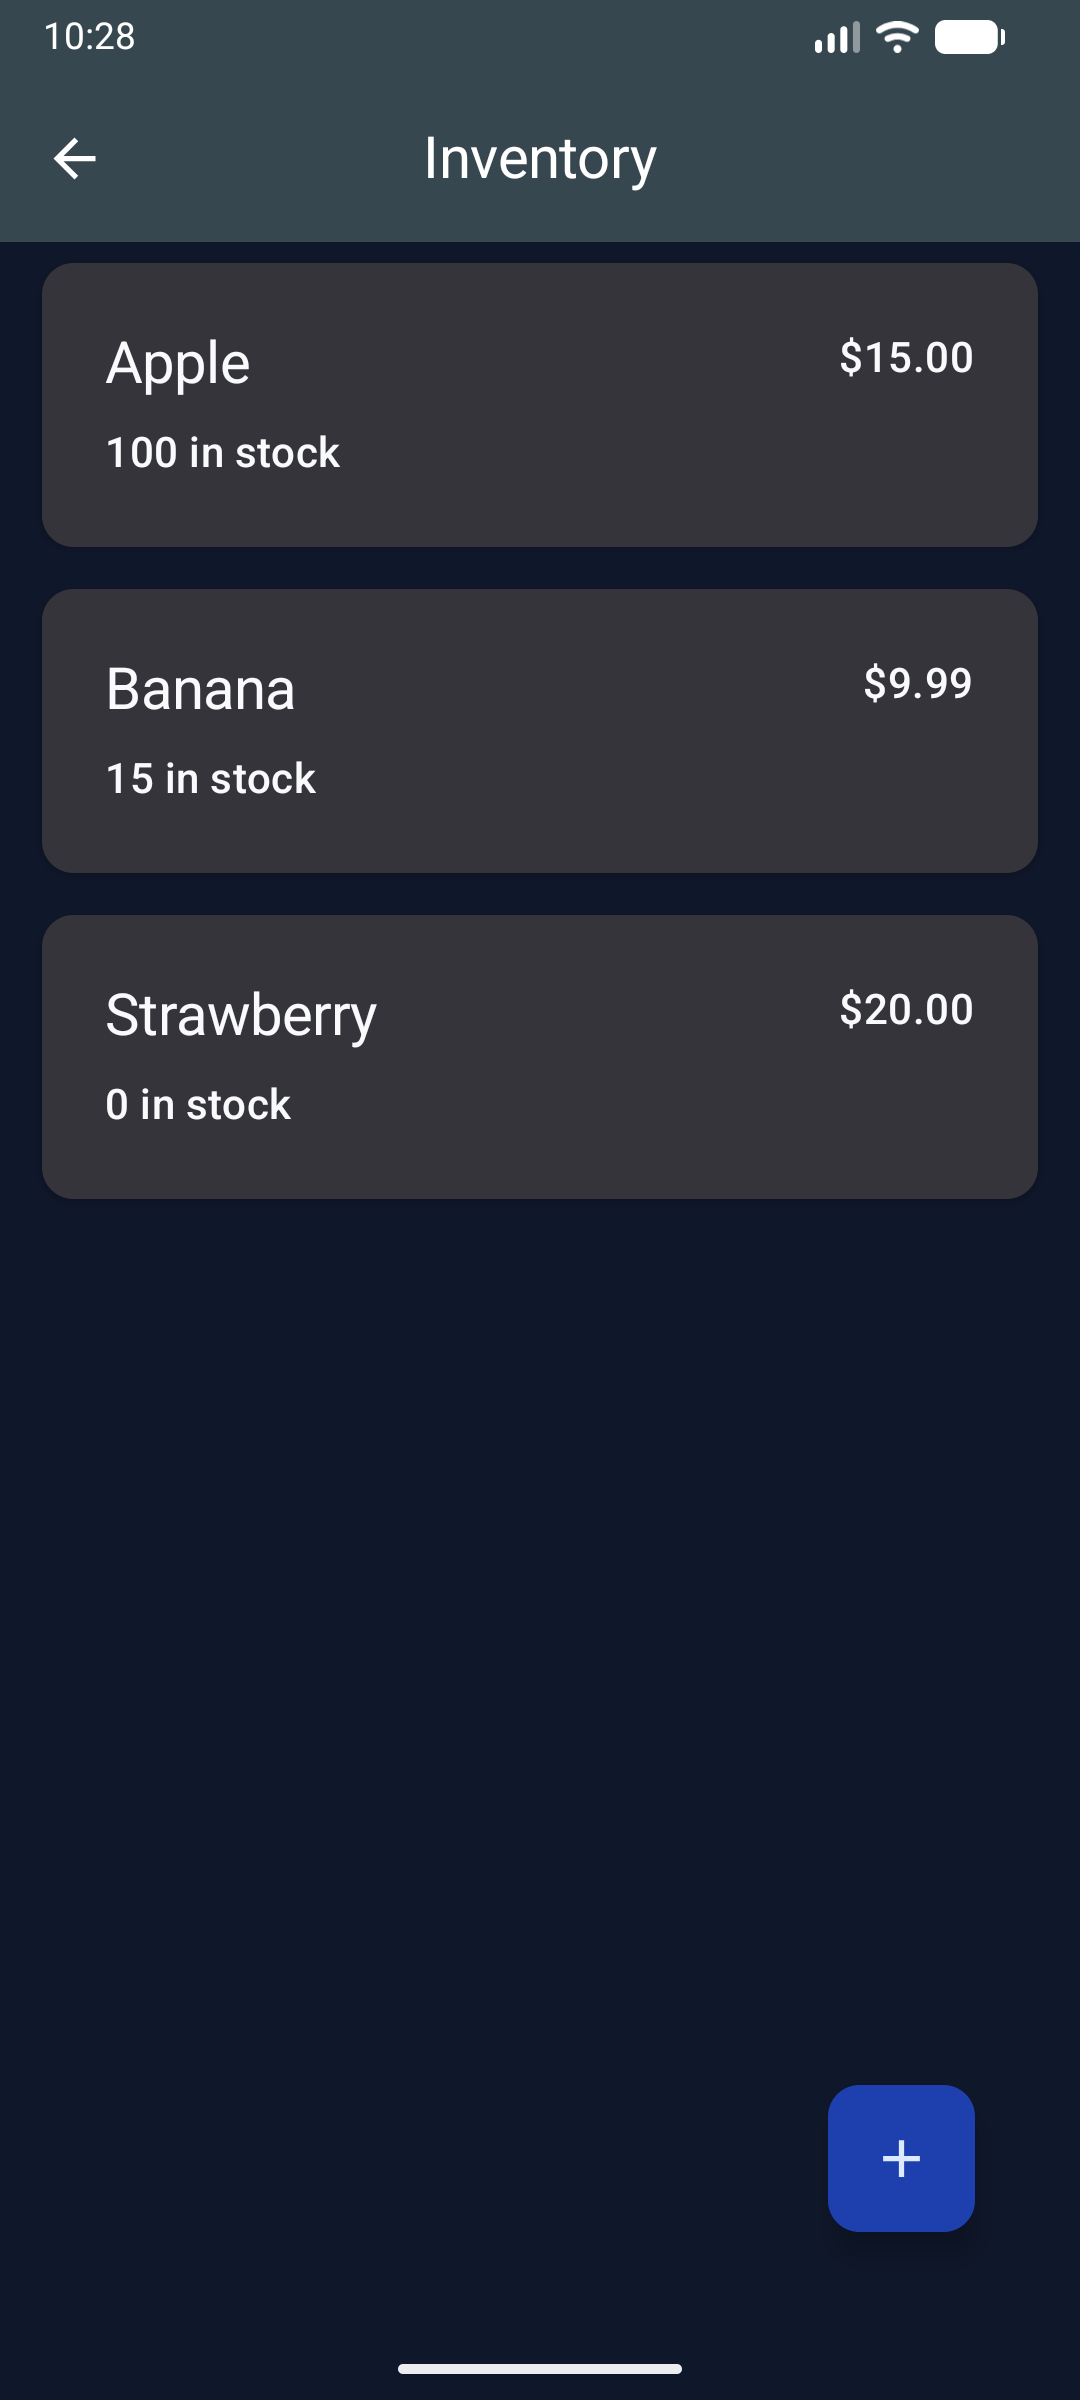 10:28
Inventory
Apple
$15.00
100 in stock
Banana
$9.99
15 in stock
Strawberry
$20.00
0 in stock